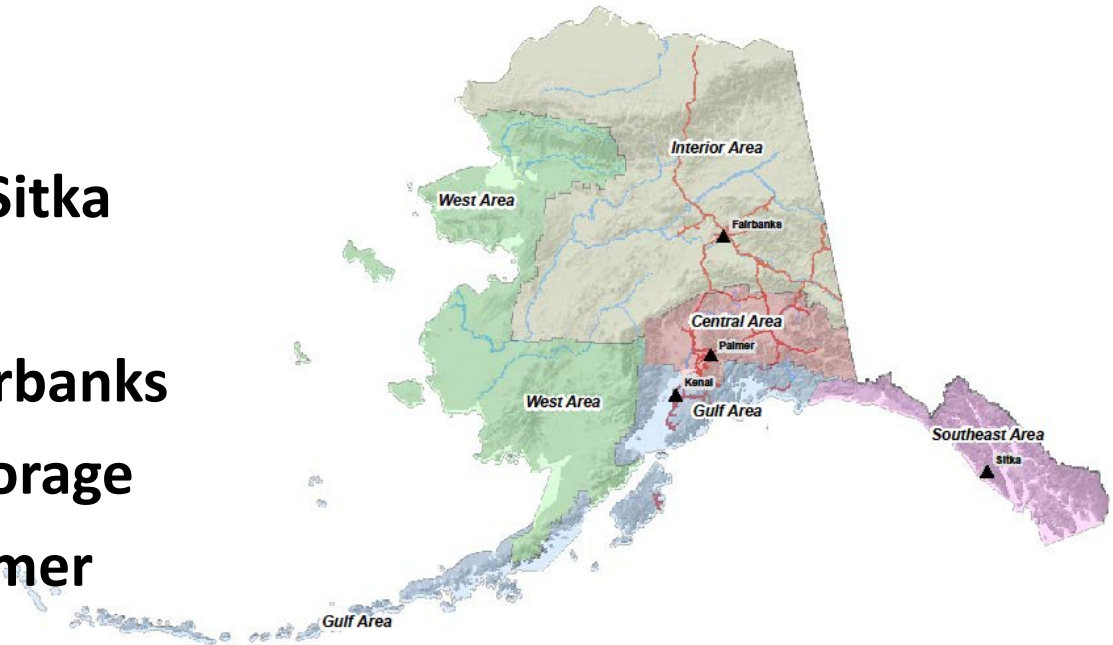 Sitka
rbanks
orage
mer
Interior Area
West Area
Fairbanks
Central Area
Palmer
Kenai
West Area
Gulf Area
Southeast Area
Sitka
Gulf Area